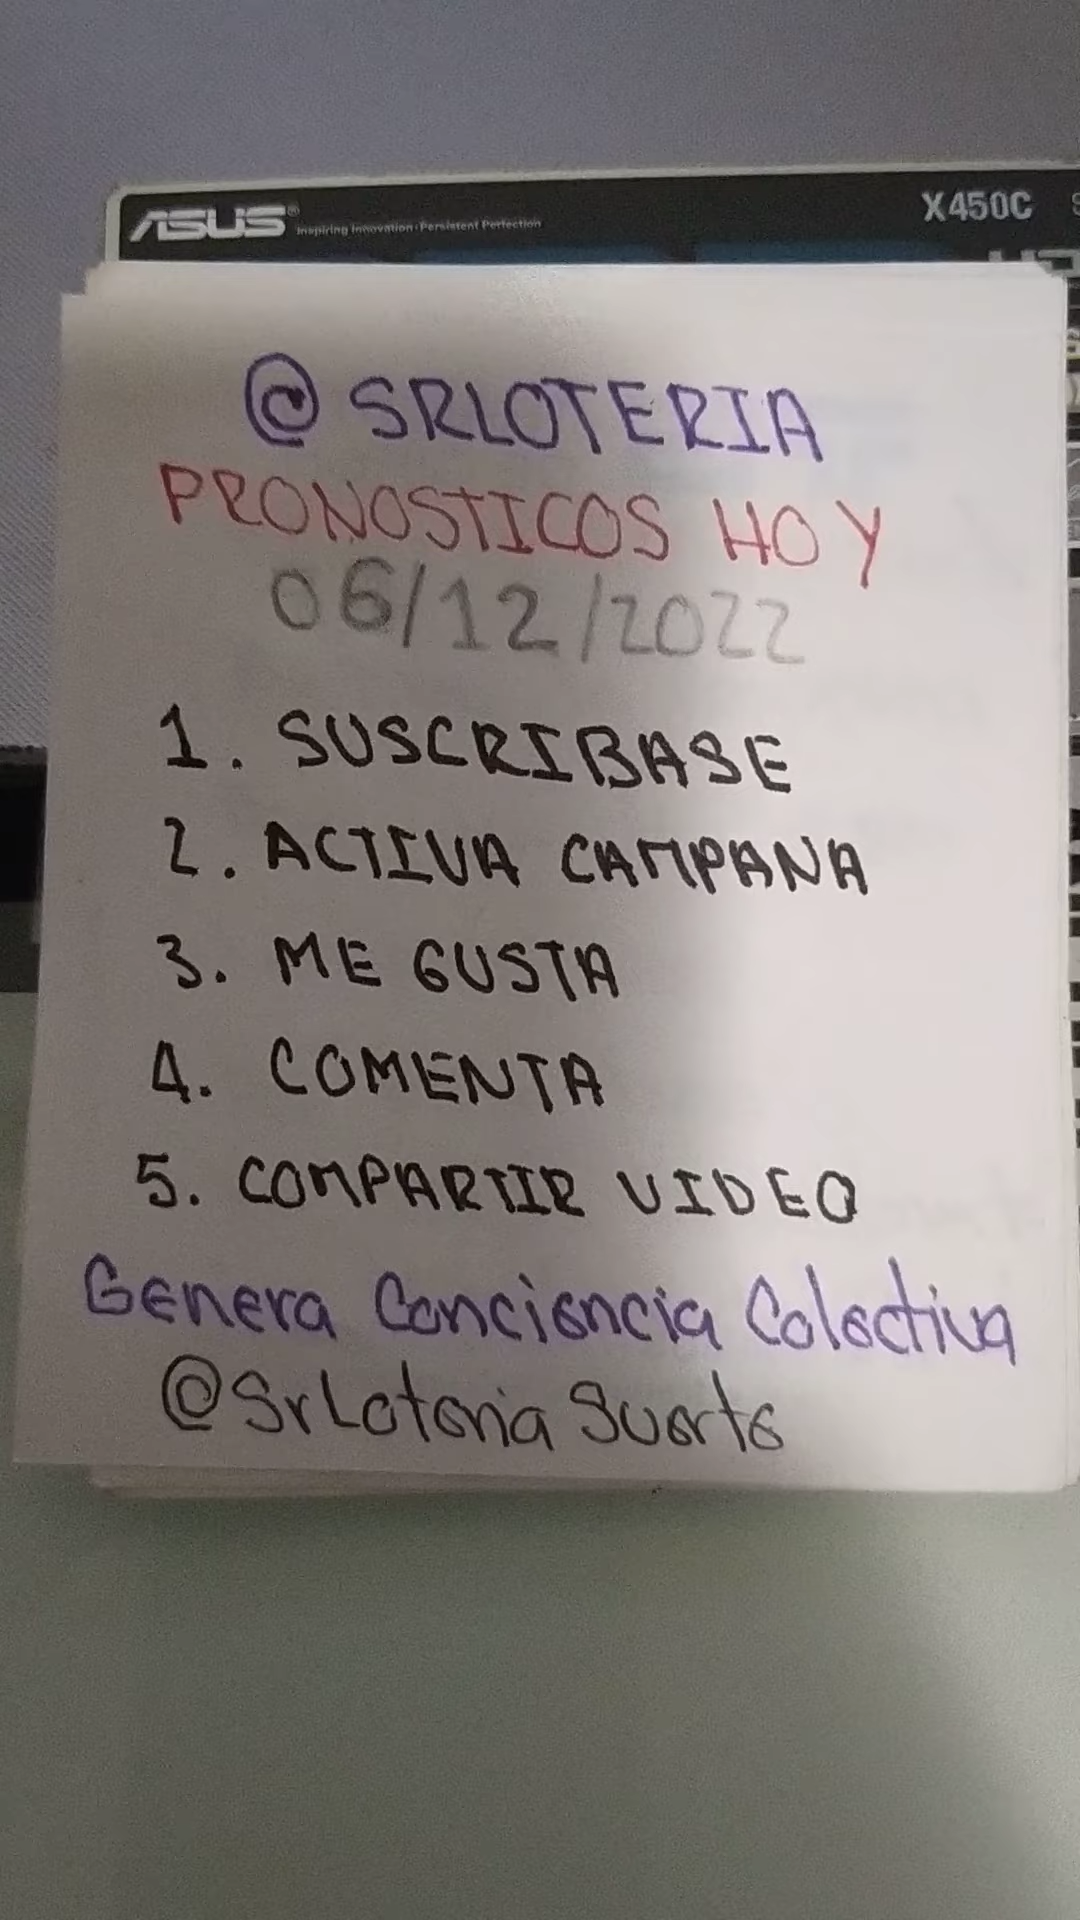 ASUS Inspiring Innovation · Persistent Perfection
X450C
@SRLOTERIA
PRONOSTICOS HOY
06/12/2022
1. SUSCRIBASE
2. ACTIVA CAMPANA
3. ME GUSTA
4. COMENTA
5. COMPARTIR VIDEO
Genera Conciencia Colectiva
@SrLoteria Suerte